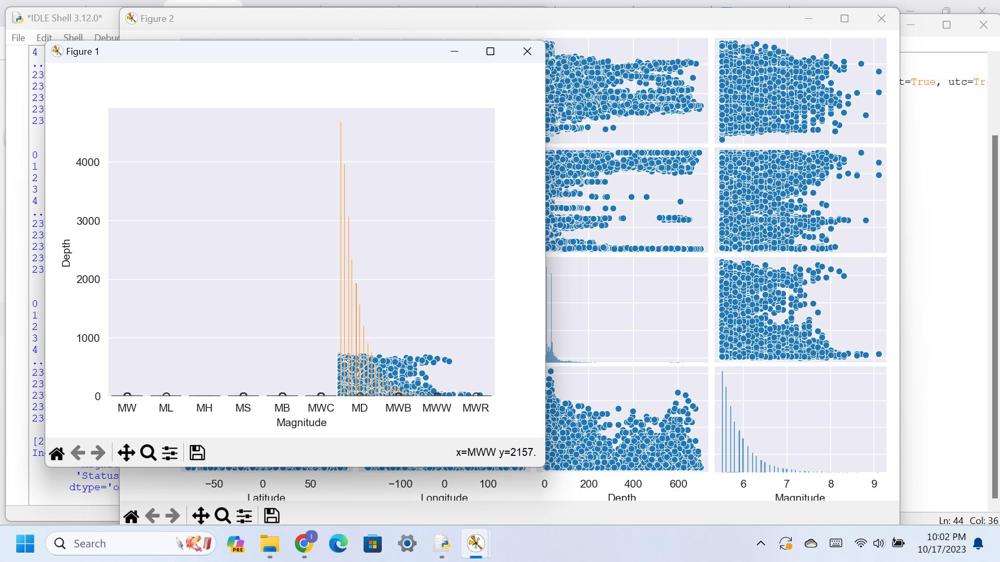 *IDLE Shell 3.12.0*
Figure 2
File Edit Shell Debug
Figure 1
4
..
23
23
23
23
23
t=True, utc=Tr
0
1
2
3
4
..
23
23
23
23
23
0
1
2
3
4
..
23
23
23
23
23
[2
In
'Status
dtype='o
4000
3000
2000
1000
0
Depth
MW ML MH MS MB MWC MD MWB MWW MWR
Magnitude
x=MWW y=2157.
−50 0 50 −100 0 100 0 200 400 600 6 7 8 9
Latitude Longitude Depth Magnitude
Ln: 44 Col: 36
Search
PRE
10:02 PM
10/17/2023